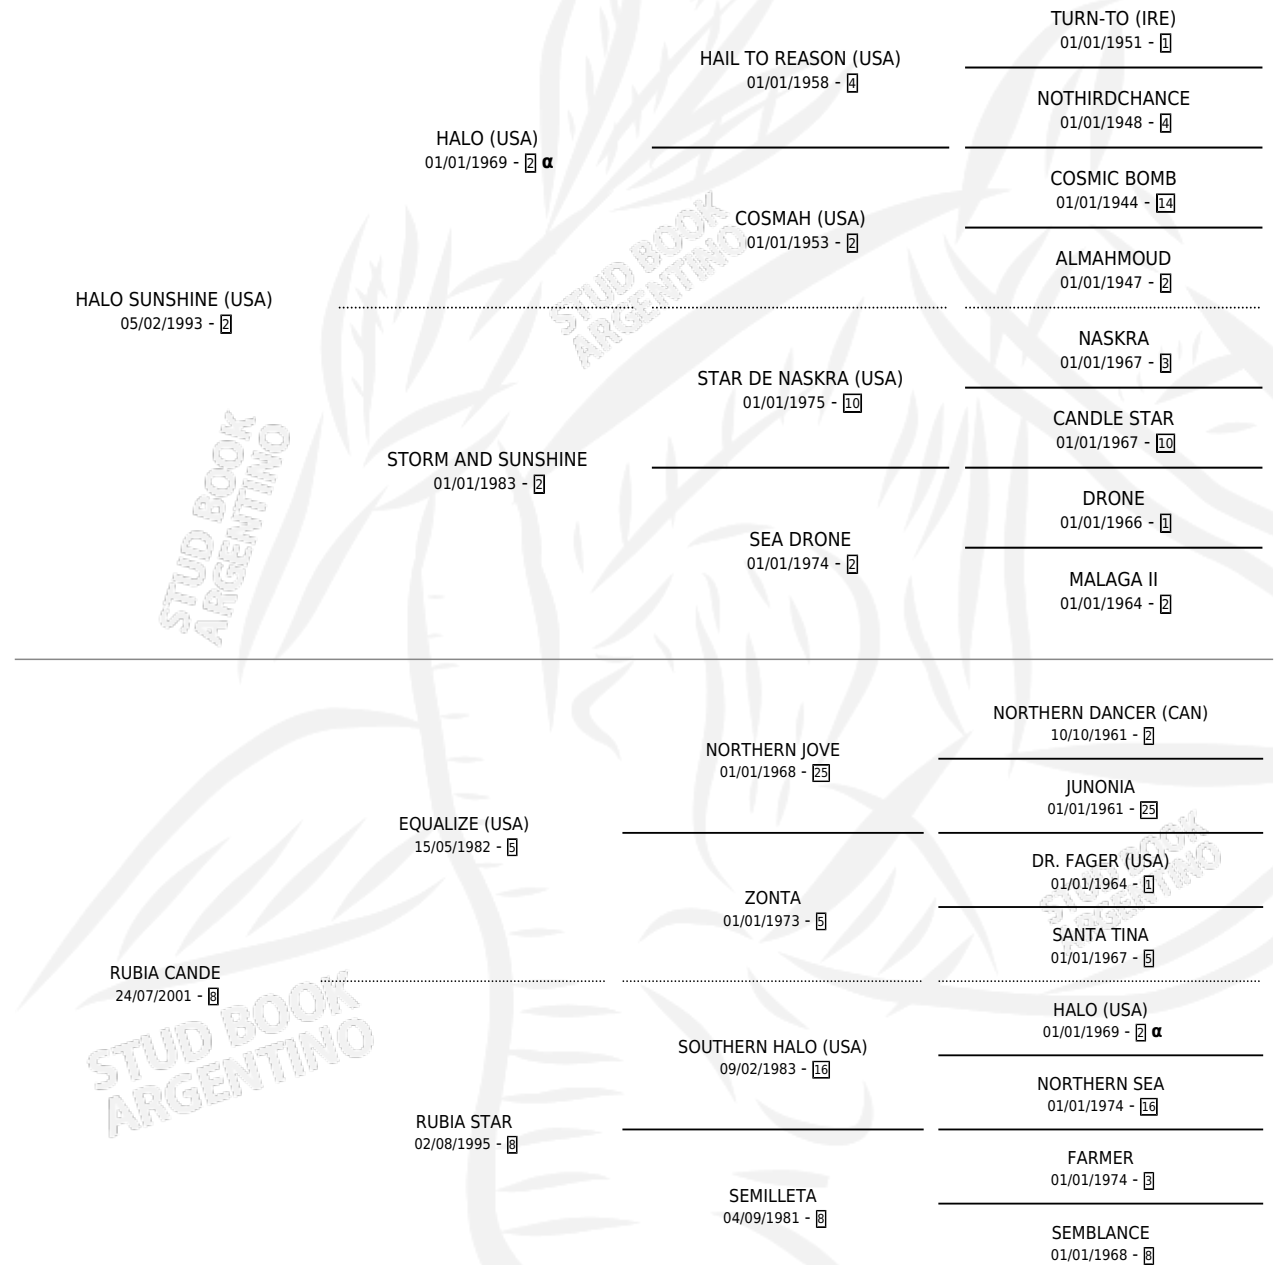 TURN-TO (IRE)
01/01/1951 - 1
HAIL TO REASON (USA)
01/01/1958 - 4
NOTHIRDCHANCE
01/01/1948 - 4
HALO (USA)
01/01/1969 - 2 α
COSMIC BOMB
01/01/1944 - 14
COSMAH (USA)
01/01/1953 - 2
ALMAHMOUD
01/01/1947 - 2
HALO SUNSHINE (USA)
05/02/1993 - 2
STUD BOOK
ARGENTINO
NASKRA
01/01/1967 - 3
STAR DE NASKRA (USA)
01/01/1975 - 10
CANDLE STAR
01/01/1967 - 10
STORM AND SUNSHINE
01/01/1983 - 2
DRONE
01/01/1966 - 1
SEA DRONE
01/01/1974 - 2
MALAGA II
01/01/1964 - 2
STUD BOOK
ARGENTINO
NORTHERN DANCER (CAN)
10/10/1961 - 2
NORTHERN JOVE
01/01/1968 - 25
JUNONIA
01/01/1961 - 25
EQUALIZE (USA)
15/05/1982 - 5
DR. FAGER (USA)
01/01/1964 - 1
ZONTA
01/01/1973 - 5
SANTA TINA
01/01/1967 - 5
STUD BOOK
ARGENTINO
RUBIA CANDE
24/07/2001 - 8
HALO (USA)
01/01/1969 - 2 α
SOUTHERN HALO (USA)
09/02/1983 - 16
NORTHERN SEA
01/01/1974 - 16
STUD BOOK
ARGENTINO
RUBIA STAR
02/08/1995 - 8
FARMER
01/01/1974 - 3
SEMILLETA
04/09/1981 - 8
SEMBLANCE
01/01/1968 - 8